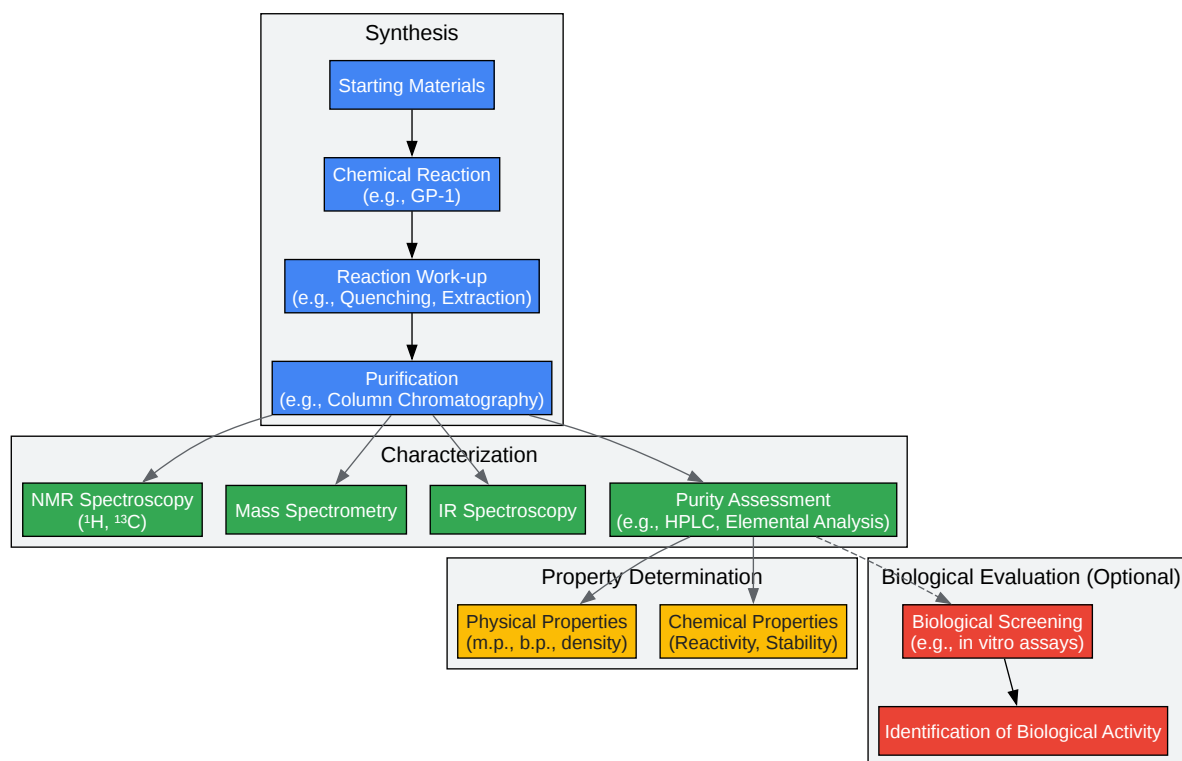 Synthesis
Starting Materials
Chemical Reaction
(e.g., GP-1)
Reaction Work-up
(e.g., Quenching, Extraction)
Purification
(e.g., Column Chromatography)
Characterization
NMR Spectroscopy
(¹H, ¹³C)
Mass Spectrometry
IR Spectroscopy
Purity Assessment
(e.g., HPLC, Elemental Analysis)
Property Determination
Physical Properties
(m.p., b.p., density)
Chemical Properties
(Reactivity, Stability)
Biological Evaluation (Optional)
Biological Screening
(e.g., in vitro assays)
Identification of Biological Activity